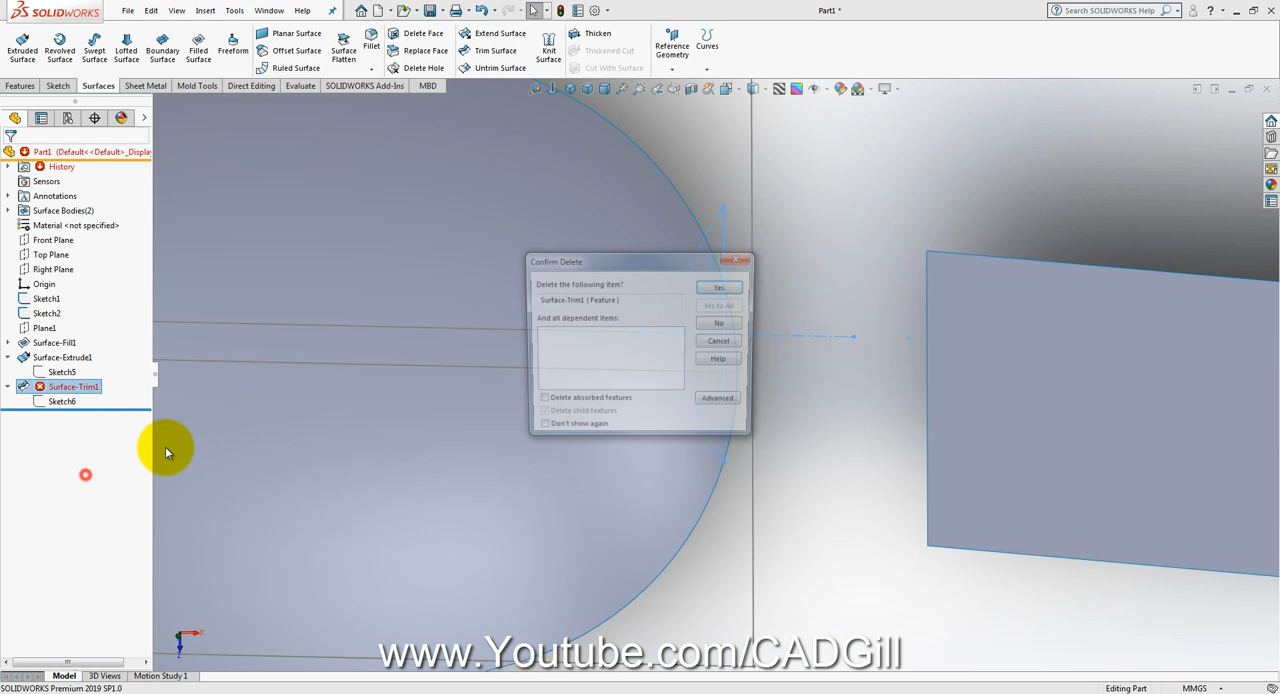 SOLIDWORKS
File Edit View Insert Tools Window Help
Part1 *
Search SOLIDWORKS Help
Extruded Surface
Revolved Surface
Swept Surface
Lofted Surface
Boundary Surface
Filled Surface
Freeform
Planar Surface
Offset Surface
Ruled Surface
Surface Flatten
Fillet
Delete Face
Replace Face
Delete Hole
Extend Surface
Trim Surface
Untrim Surface
Knit Surface
Thicken
Thickened Cut
Cut With Surface
Reference Geometry
Curves
Features Sketch Surfaces Sheet Metal Mold Tools Direct Editing Evaluate SOLIDWORKS Add-Ins MBD
Part1 (Default<<Default>_Display
History
Sensors
Annotations
Surface Bodies(2)
Material <not specified>
Front Plane
Top Plane
Right Plane
Origin
Sketch1
Sketch2
Plane1
Surface-Fill1
Surface-Extrude1
Sketch5
Surface-Trim1
Sketch6
Confirm Delete
Delete the following item?
Surface-Trim1 ( Feature )
And all dependent items:
Delete absorbed features
Delete child features
Don't show again
Yes
Yes to All
No
Cancel
Help
Advanced
X
Z
www.Youtube.com/CADGill
Model 3D Views Motion Study 1
SOLIDWORKS Premium 2019 SP1.0
Editing Part
MMGS